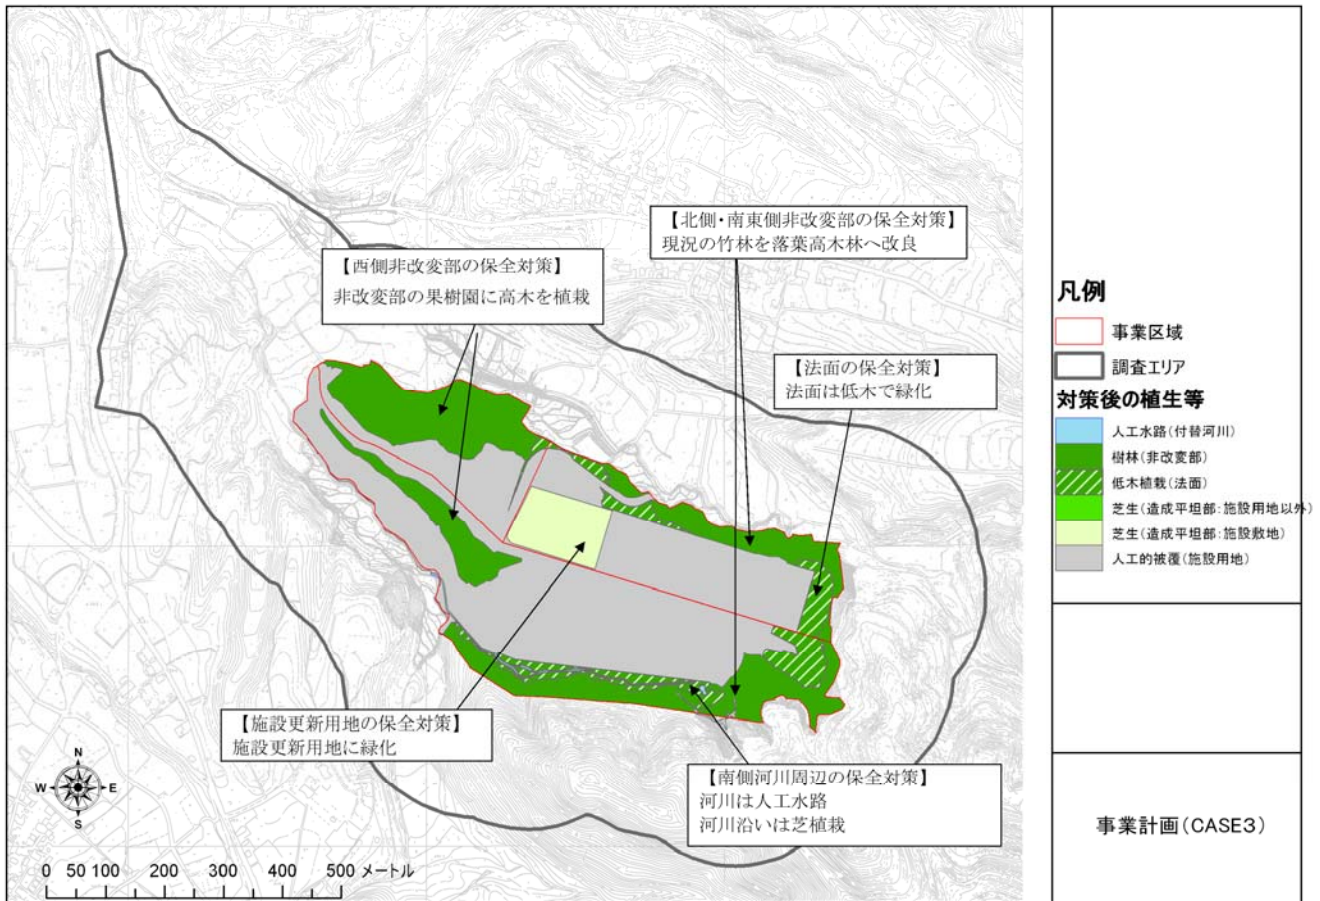 【北側・南東側非改変部の保全対策】
現況の竹林を落葉高木林へ改良
【西側非改変部の保全対策】
非改変部の果樹園に高木を植栽
【法面の保全対策】
法面は低木で緑化
【施設更新用地の保全対策】
施設更新用地に緑化
【南側河川周辺の保全対策】
河川は人工水路
河川沿いは芝植栽
N
W E
S
0 50 100 200 300 400 500 メートル
凡例
事業区域
調査エリア
対策後の植生等
人工水路(付替河川)
樹林(非改変部)
低木植栽(法面)
芝生(造成平坦部:施設用地以外)
芝生(造成平坦部:施設敷地)
人工的被覆(施設用地)
事業計画(CASE3)